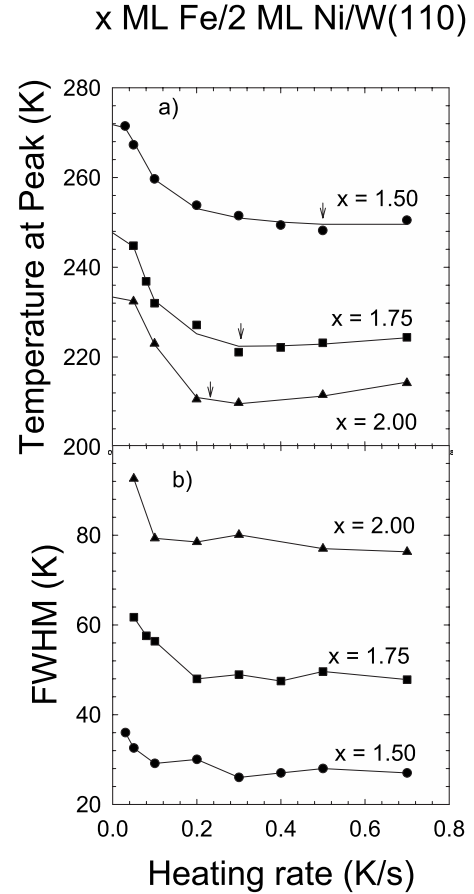 x ML Fe/2 ML Ni/W(110)
280
a)
260
x = 1.50
240
x = 1.75
220
x = 2.00
200
Temperature at Peak (K)
b)
80
x = 2.00
60
x = 1.75
40
x = 1.50
20
FWHM (K)
0.0 0.2 0.4 0.6 0.8
Heating rate (K/s)